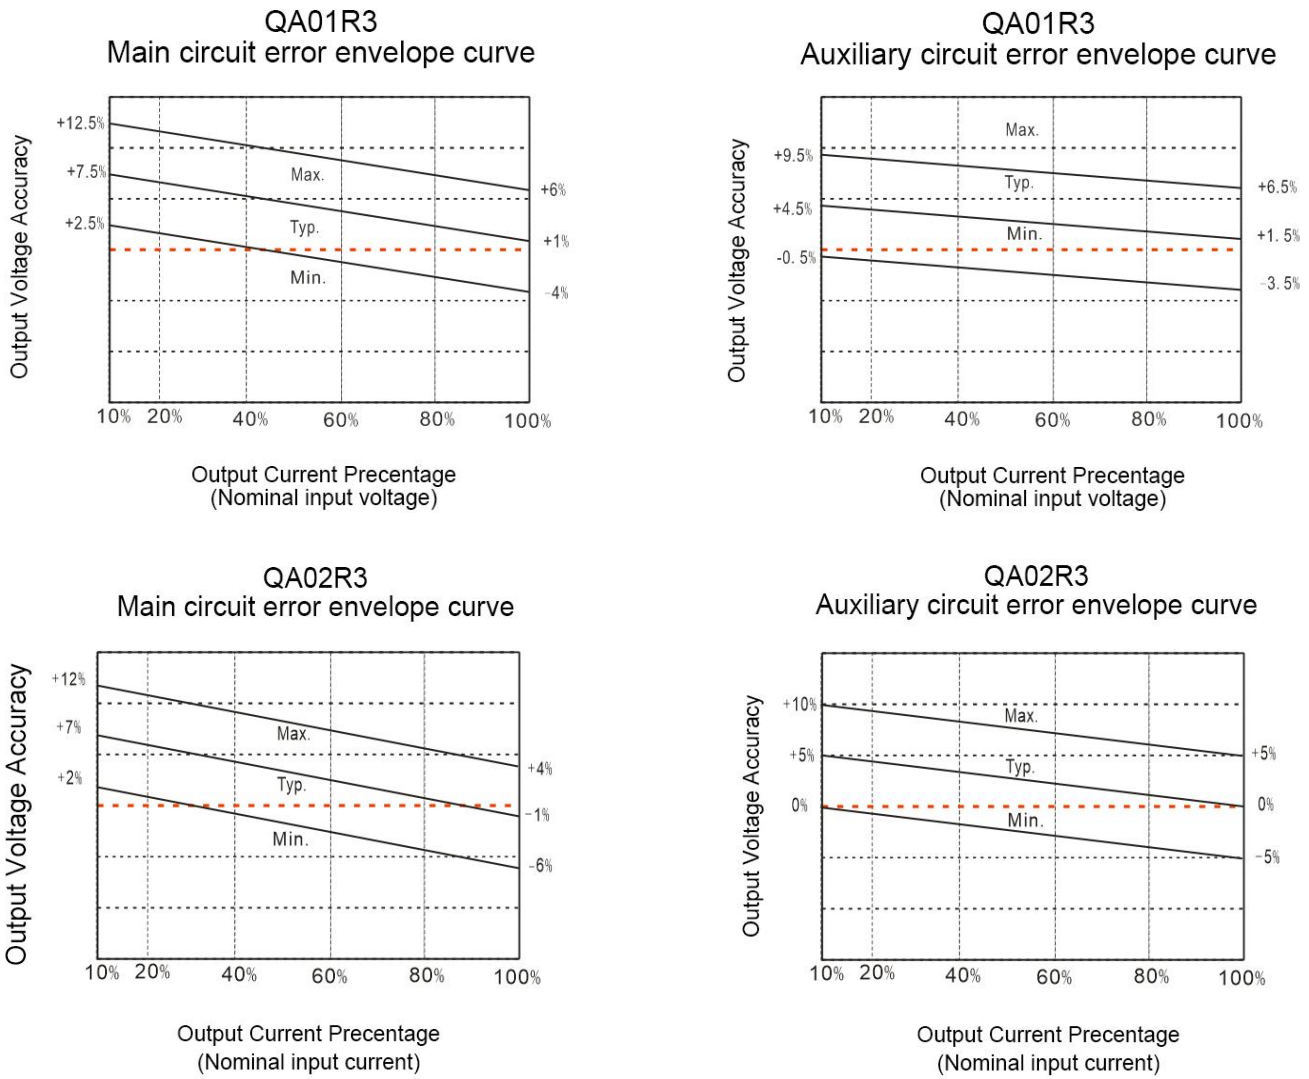 QA01R3
Main circuit error envelope curve
Output Voltage Accuracy
+12.5%
+7.5%
+2.5%
Max.
Typ.
Min.
+6%
+1%
-4%
10% 20% 40% 60% 80% 100%
Output Current Precentage
(Nominal input voltage)
QA01R3
Auxiliary circuit error envelope curve
Output Voltage Accuracy
+9.5%
+4.5%
-0.5%
Max.
Typ.
Min.
+6.5%
+1.5%
-3.5%
10% 20% 40% 60% 80% 100%
Output Current Precentage
(Nominal input voltage)
QA02R3
Main circuit error envelope curve
Output Voltage Accuracy
+12%
+7%
+2%
Max.
Typ.
Min.
+4%
-1%
-6%
10% 20% 40% 60% 80% 100%
Output Current Precentage
(Nominal input current)
QA02R3
Auxiliary circuit error envelope curve
Output Voltage Accuracy
+10%
+5%
0%
Max.
Typ.
Min.
+5%
0%
-5%
10% 20% 40% 60% 80% 100%
Output Current Precentage
(Nominal input current)